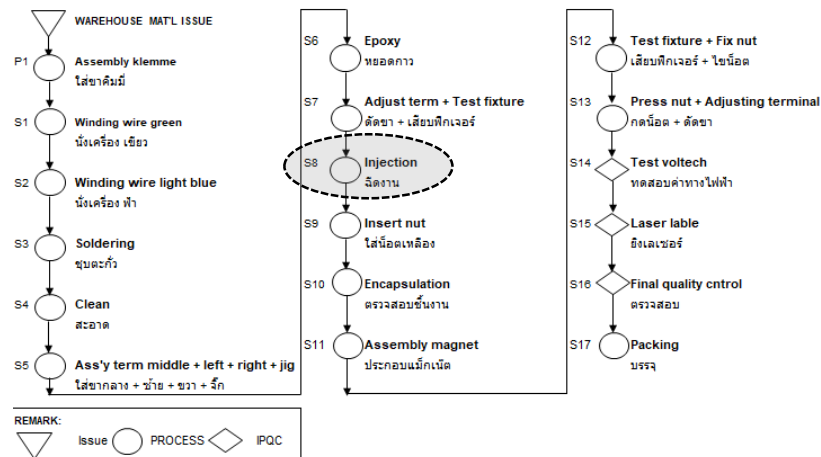 WAREHOUSE MAT'L ISSUE
P1 Assembly klemme
ใส่ขาคิมมี่
S1 Winding wire green
นั่งเครื่อง เขียว
S2 Winding wire light blue
นั่งเครื่อง ฟ้า
S3 Soldering
ชุบตะกั่ว
S4 Clean
สะอาด
S5 Ass'y term middle + left + right + jig
ใส่ขากลาง + ซ้าย + ขวา + จิ๊ก
S6 Epoxy
หยอดกาว
S7 Adjust term + Test fixture
ดัดขา + เสียบฟิกเจอร์
S8 Injection
ฉีดงาน
S9 Insert nut
ใส่น็อตเหลือง
S10 Encapsulation
ตรวจสอบชิ้นงาน
S11 Assembly magnet
ประกอบแม็กเน็ต
S12 Test fixture + Fix nut
เสียบฟิกเจอร์ + ไขน็อต
S13 Press nut + Adjusting terminal
กดน็อต + ดัดขา
S14 Test voltech
ทดสอบค่าทางไฟฟ้า
S15 Laser lable
ยิงเลเซอร์
S16 Final quality cntrol
ตรวจสอบ
S17 Packing
บรรจุ
REMARK:
Issue PROCESS IPQC